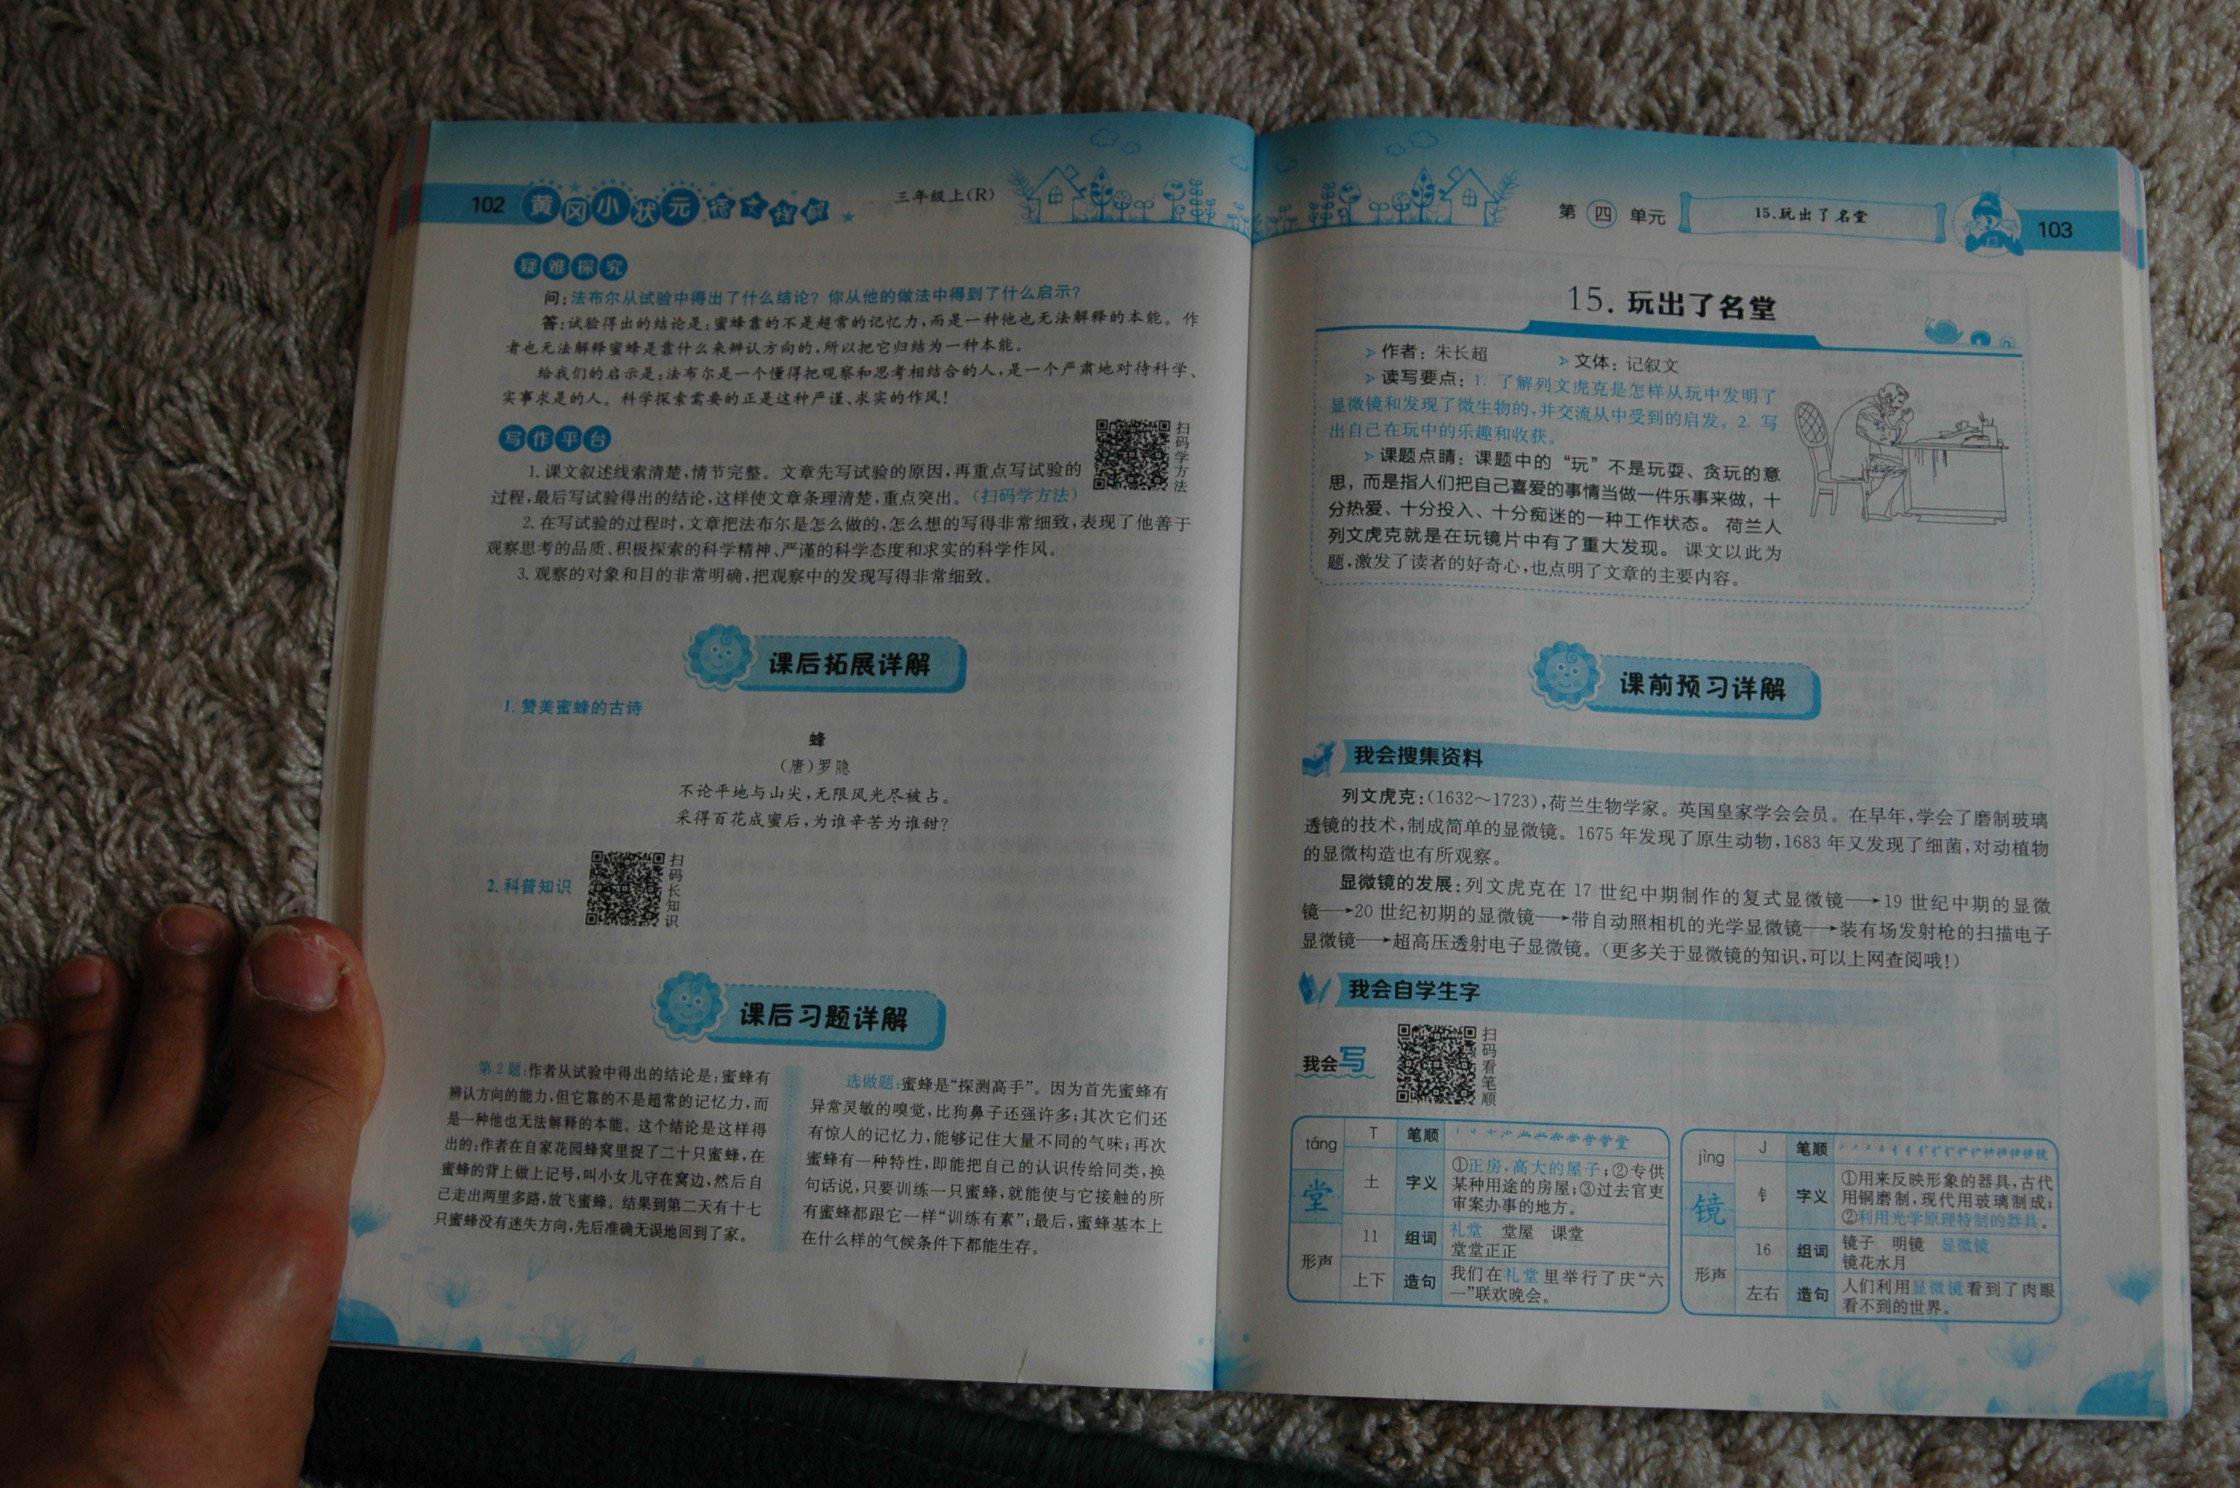 102 黄冈小状元 语文详解 三年级上(R)
疑难探究
问:法布尔从试验中得出了什么结论？你从他的做法中得到了什么启示？
答:试验得出的结论是:蜜蜂靠的不是超常的记忆力,而是一种他也无法解释的本能。作
者也无法解释蜜蜂是靠什么来辨认方向的,所以把它归结为一种本能。
给我们的启示是:法布尔是一个懂得把观察和思考相结合的人,是一个严肃地对待科学、
实事求是的人。科学探索需要的正是这种严谨、求实的作风！
写作平台
1. 课文叙述线索清楚,情节完整。文章先写试验的原因,再重点写试验的
过程,最后写试验得出的结论,这样使文章条理清楚,重点突出。(扫码学方法)
扫码学方法
2. 在写试验的过程时,文章把法布尔是怎么做的,怎么想的写得非常细致,表现了他善于
观察思考的品质、积极探索的科学精神、严谨的科学态度和求实的科学作风。
3. 观察的对象和目的非常明确,把观察中的发现写得非常细致。
课后拓展详解
1. 赞美蜜蜂的古诗
蜂
(唐)罗隐
不论平地与山尖,无限风光尽被占。
采得百花成蜜后,为谁辛苦为谁甜？
2. 科普知识
扫码长知识
课后习题详解
第2题:作者从试验中得出的结论是:蜜蜂有
辨认方向的能力,但它靠的不是超常的记忆力,而
是一种他也无法解释的本能。这个结论是这样得
出的:作者在自家花园蜂窝里捉了二十只蜜蜂,在
蜜蜂的背上做上记号,叫小女儿守在窝边,然后自
己走出两里多路,放飞蜜蜂。结果到第二天有十七
只蜜蜂没有迷失方向,先后准确无误地回到了家。
选做题:蜜蜂是“探测高手”。因为首先蜜蜂有
异常灵敏的嗅觉,比狗鼻子还强许多;其次它们还
有惊人的记忆力,能够记住大量不同的气味;再次
蜜蜂有一种特性,即能把自己的认识传给同类,换
句话说,只要训练一只蜜蜂,就能使与它接触的所
有蜜蜂都跟它一样“训练有素”;最后,蜜蜂基本上
在什么样的气候条件下都能生存。
第四单元 15.玩出了名堂 103
15. 玩出了名堂
作者：朱长超 文体：记叙文
读写要点：1. 了解列文虎克是怎样从玩中发明了
显微镜和发现了微生物的,并交流从中受到的启发。2. 写
出自己在玩中的乐趣和收获。
课题点睛：课题中的“玩”不是玩耍、贪玩的意
思，而是指人们把自己喜爱的事情当做一件乐事来做，十
分热爱、十分投入、十分痴迷的一种工作状态。荷兰人
列文虎克就是在玩镜片中有了重大发现。课文以此为
题,激发了读者的好奇心,也点明了文章的主要内容。
课前预习详解
我会搜集资料
列文虎克:(1632～1723),荷兰生物学家。英国皇家学会会员。在早年,学会了磨制玻璃
透镜的技术,制成简单的显微镜。1675年发现了原生动物,1683年又发现了细菌,对动植物
的显微构造也有所观察。
显微镜的发展:列文虎克在17世纪中期制作的复式显微镜→19世纪中期的显微
镜→20世纪初期的显微镜→带自动照相机的光学显微镜→装有场发射枪的扫描电子
显微镜→超高压透射电子显微镜。(更多关于显微镜的知识,可以上网查阅哦！)
我会自学生字
我会写
扫码看笔顺
táng T 笔顺
堂 土 字义 ①正房,高大的屋子;②专供
某种用途的房屋;③过去官吏
审案办事的地方。
11 组词 礼堂 堂屋 课堂
堂堂正正
形声 上下 造句 我们在礼堂里举行了庆“六
一”联欢晚会。
jìng J 笔顺
镜 钅 字义 ①用来反映形象的器具,古代
用铜磨制,现代用玻璃制成;
②利用光学原理特制的器具。
16 组词 镜子 明镜 显微镜
镜花水月
形声 左右 造句 人们利用显微镜看到了肉眼
看不到的世界。